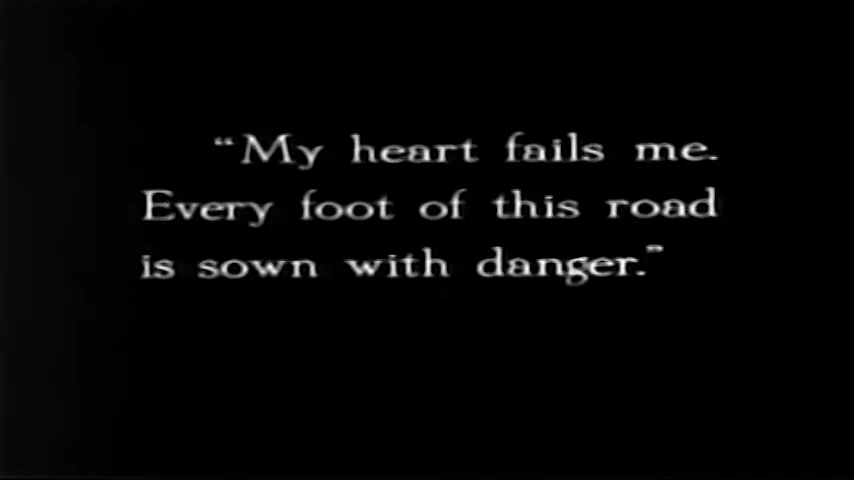 “My heart fails me.
Every foot of this road
is sown with danger.”